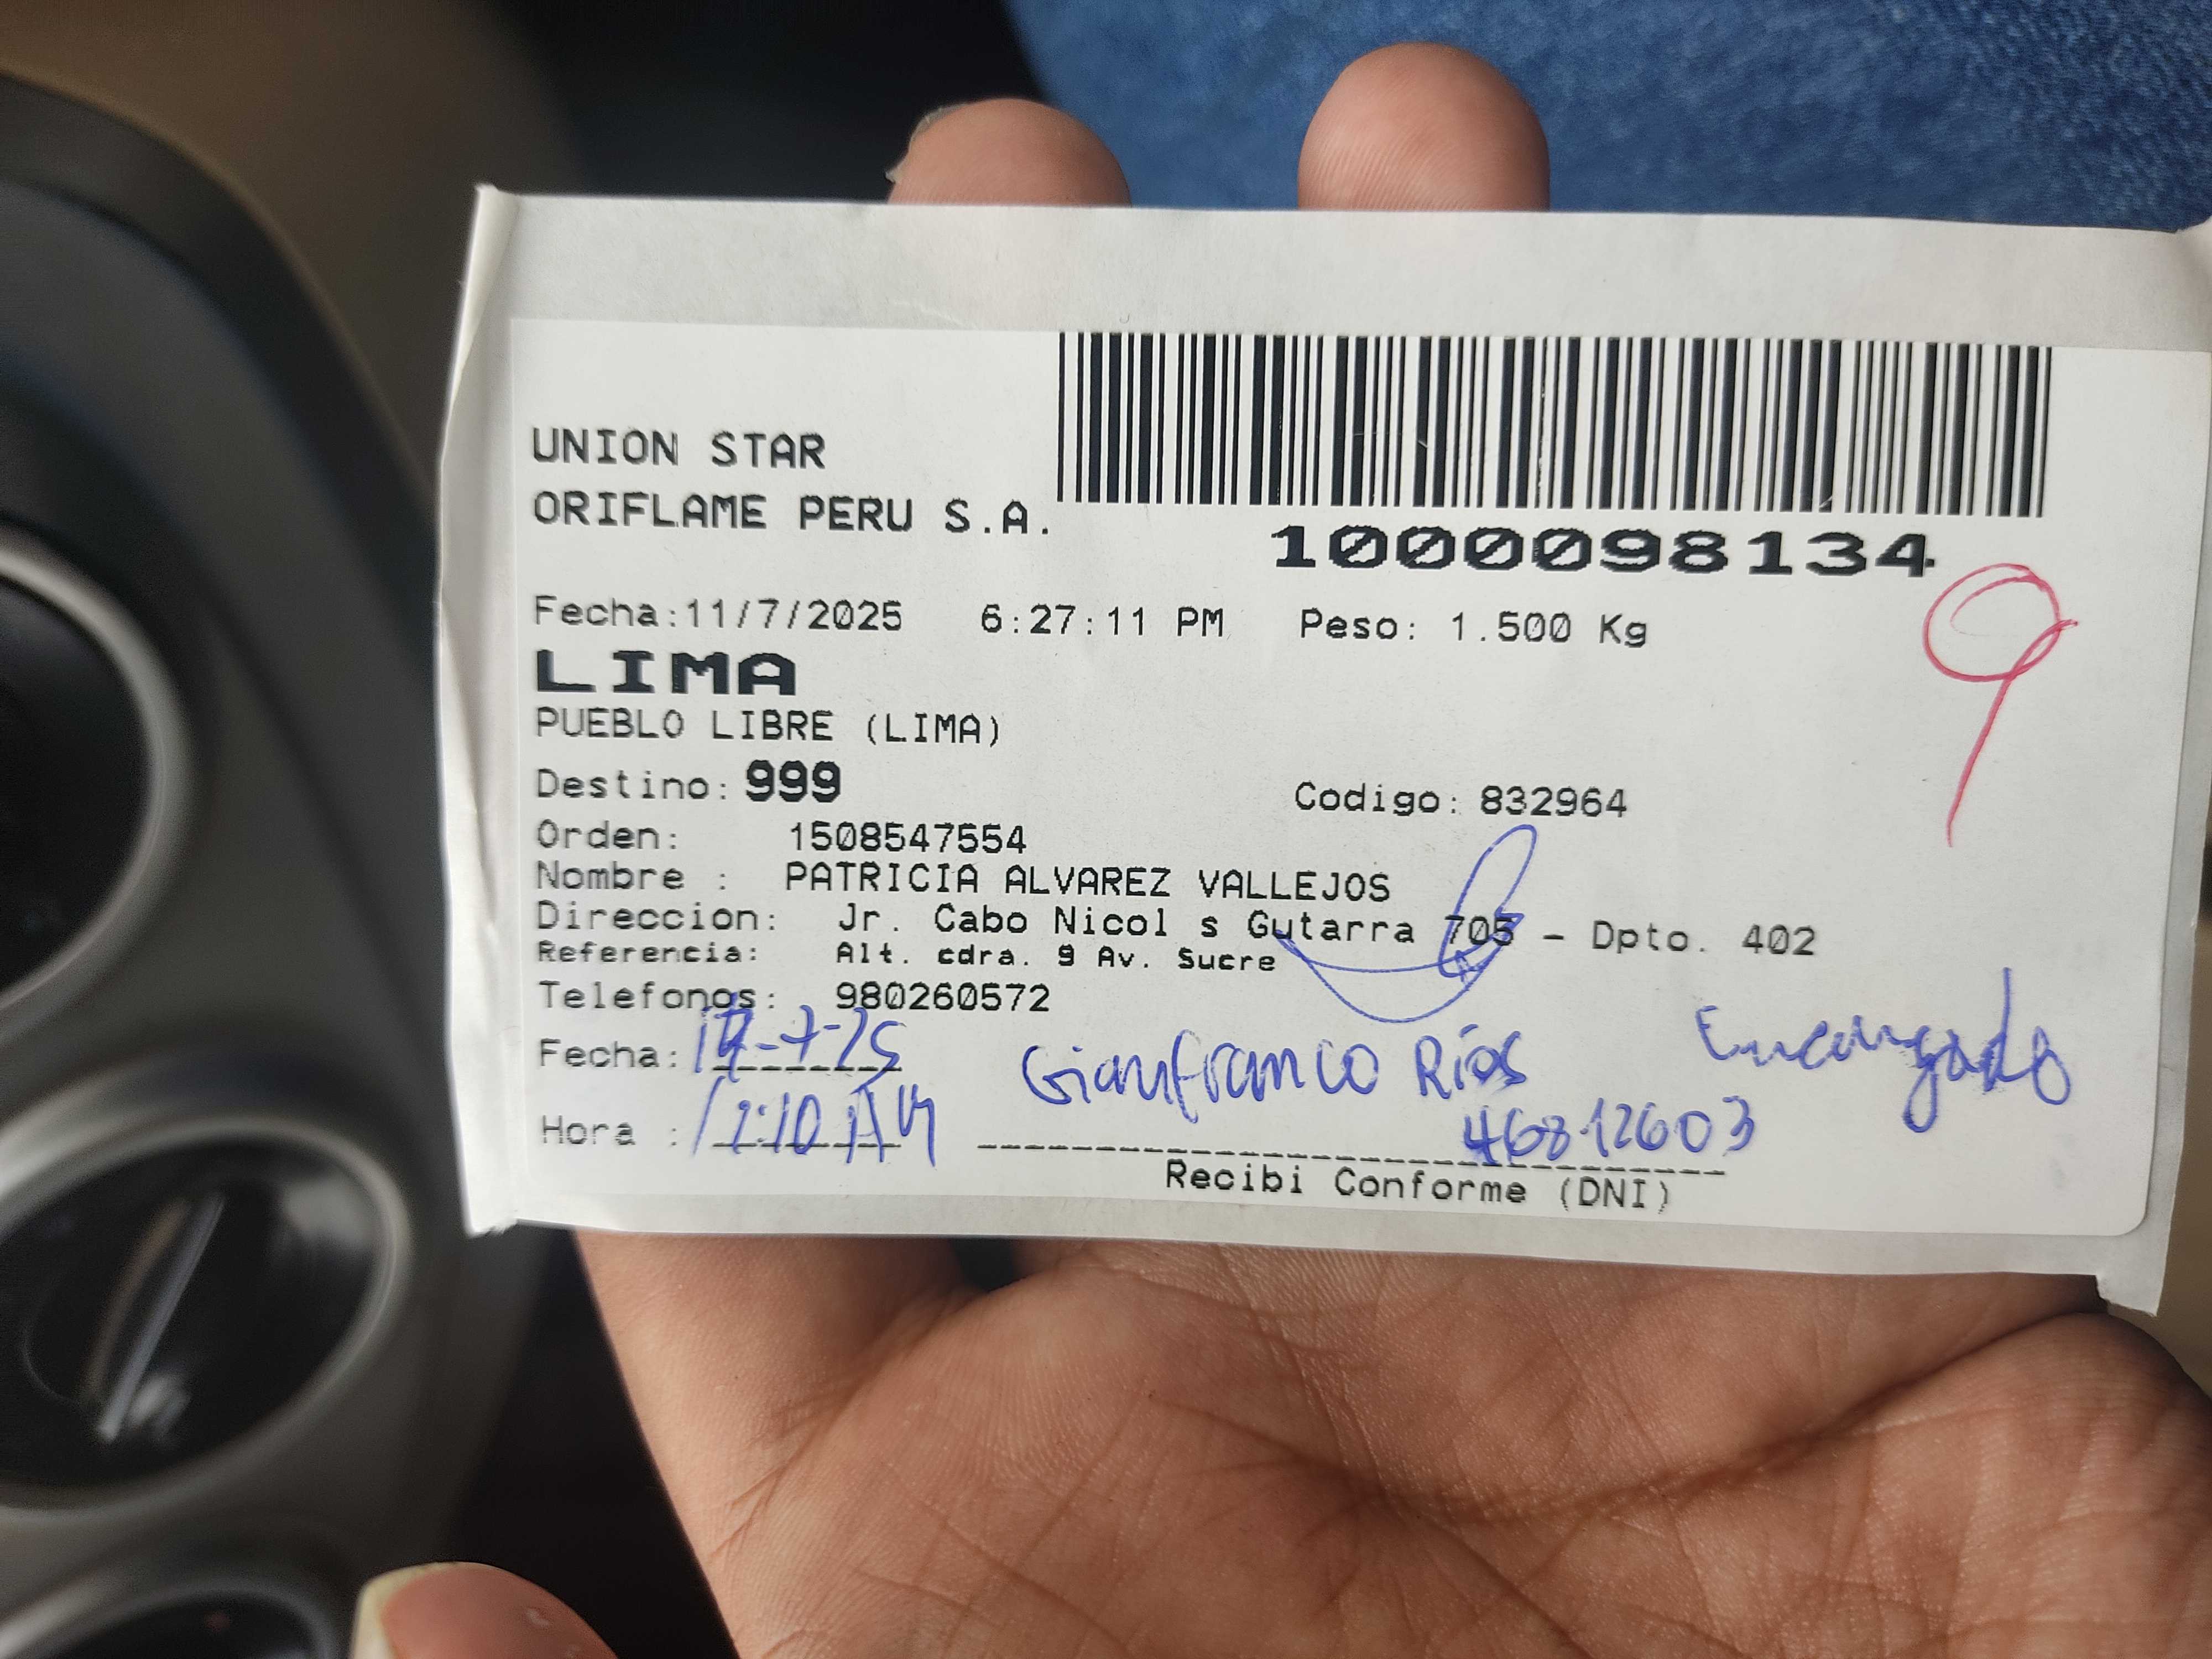 UNION STAR
ORIFLAME PERU S.A.
1000098134
Fecha:11/7/2025 6:27:11 PM Peso: 1.500 Kg
9
LIMA
PUEBLO LIBRE (LIMA)
Destino: 999 Codigo: 832964
Orden: 1508547554
Nombre : PATRICIA ALVAREZ VALLEJOS
Direccion: Jr. Cabo Nicol s Gutarra 705 - Dpto. 402
Referencia: Alt. cdra. 9 Av. Sucre
Telefonos: 980260572
Fecha:
Gianfranco Ríos Encargado
Hora : 46812603
Recibi Conforme (DNI)